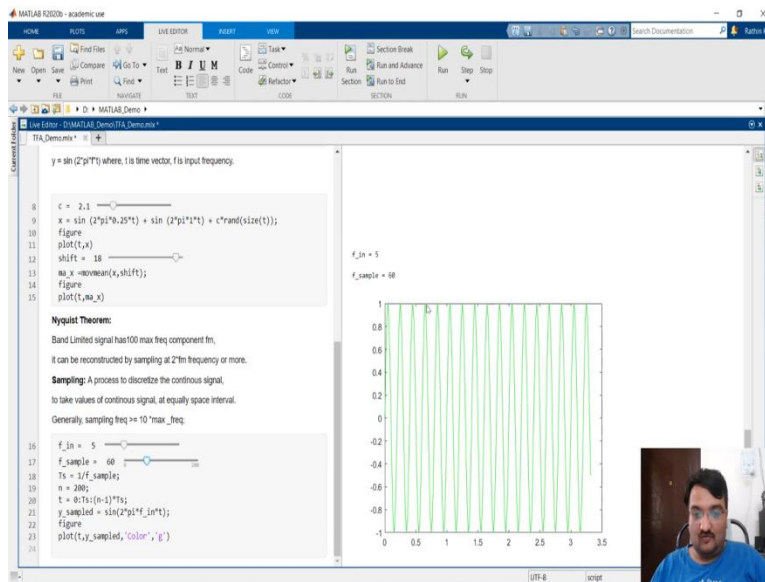 MATLAB R2020b - academic use
HOME PLOTS APPS LIVE EDITOR INSERT VIEW Search Documentation Rathin
New Open Save Find Files Compare Print Go To Find Text Normal B I U M Code Task Control Refactor Run Section Section Break Run and Advance Run to End Run Step Stop
FILE NAVIGATE TEXT CODE SECTION RUN
D: MATLAB_Demo
Current Folder
Live Editor - D:\MATLAB_Demo\TFA_Demo.mlx *
TFA_Demo.mlx * +
y = sin (2*pi*f*t) where, t is time vector, f is input frequency.
8 c = 2.1
9 x = sin (2*pi*0.25*t) + sin (2*pi*1*t) + c*rand(size(t));
10 figure
11 plot(t,x)
12 shift = 18
13 ma_x =movmean(x,shift);
14 figure
15 plot(t,ma_x)
Nyquist Theorem:
Band Limited signal has100 max freq component fm,
it can be reconstructed by sampling at 2*fm frequency or more.
Sampling: A process to discretize the continous signal,
to take values of continous signal, at equally space interval.
Generally, sampling freq >= 10 *max _freq;
16 f_in = 5
17 f_sample = 60
18 Ts = 1/f_sample;
19 n = 200;
20 t = 0:Ts:(n-1)*Ts;
21 y_sampled = sin(2*pi*f_in*t);
22 figure
23 plot(t,y_sampled,'Color','g')
24
f_in = 5
f_sample = 60
1
0.8
0.6
0.4
0.2
0
-0.2
-0.4
-0.6
-0.8
-1
0 0.5 1 1.5 2 2.5 3 3.5
UTF-8 script